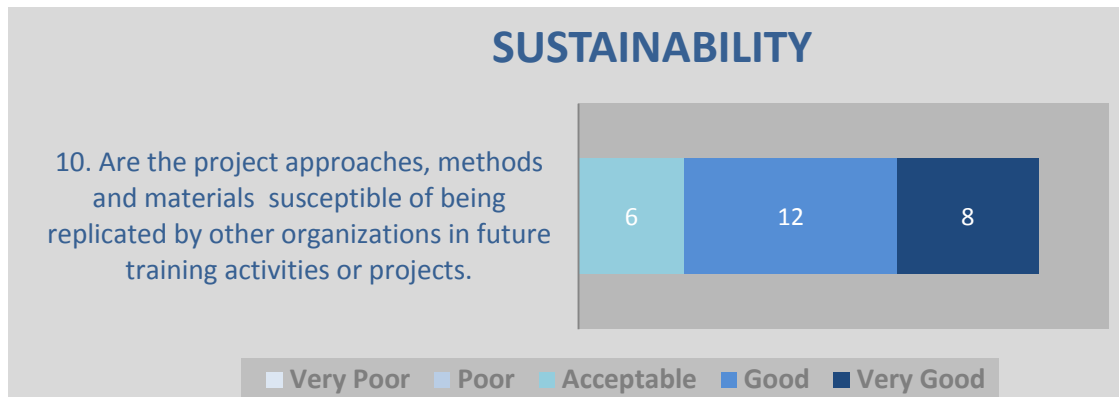 SUSTAINABILITY
10. Are the project approaches, methods
and materials  susceptible of being
replicated by other organizations in future
training activities or projects.
6 12 8
Very Poor Poor Acceptable Good Very Good